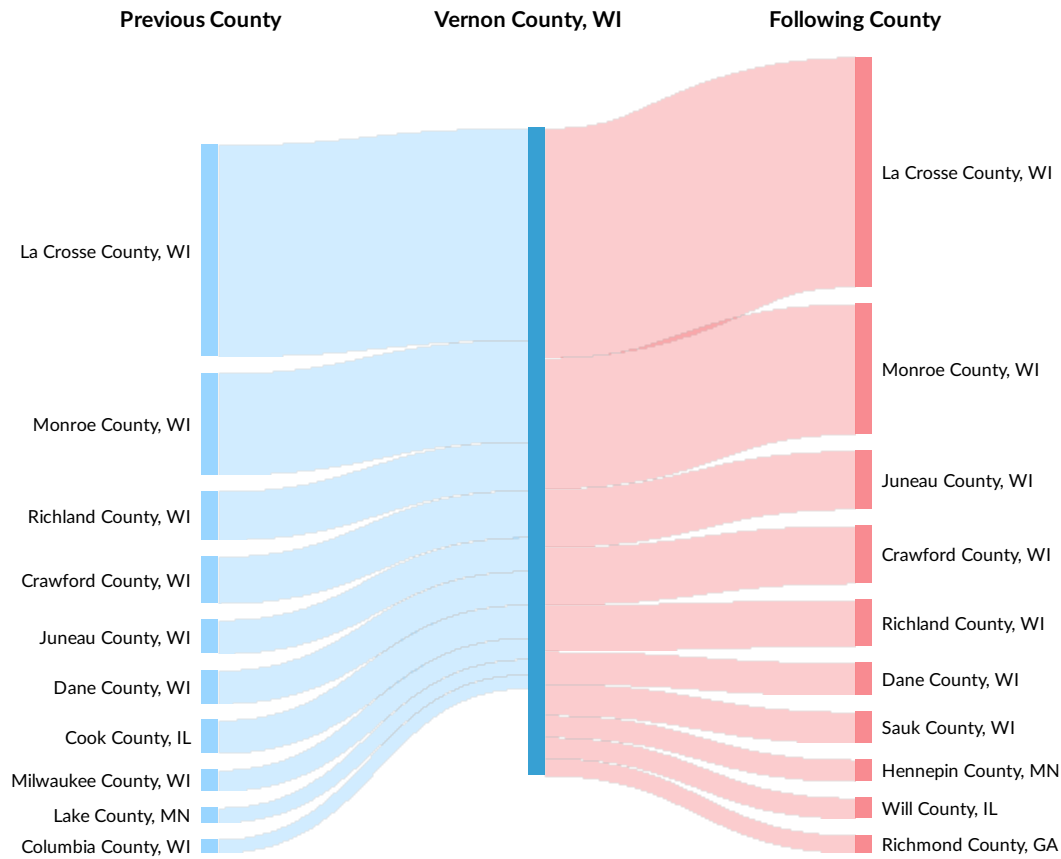 Previous County
Vernon County, WI
Following County
La Crosse County, WI
Monroe County, WI
Richland County, WI
Crawford County, WI
Juneau County, WI
Dane County, WI
Cook County, IL
Milwaukee County, WI
Lake County, MN
Columbia County, WI
La Crosse County, WI
Monroe County, WI
Juneau County, WI
Crawford County, WI
Richland County, WI
Dane County, WI
Sauk County, WI
Hennepin County, MN
Will County, IL
Richmond County, GA